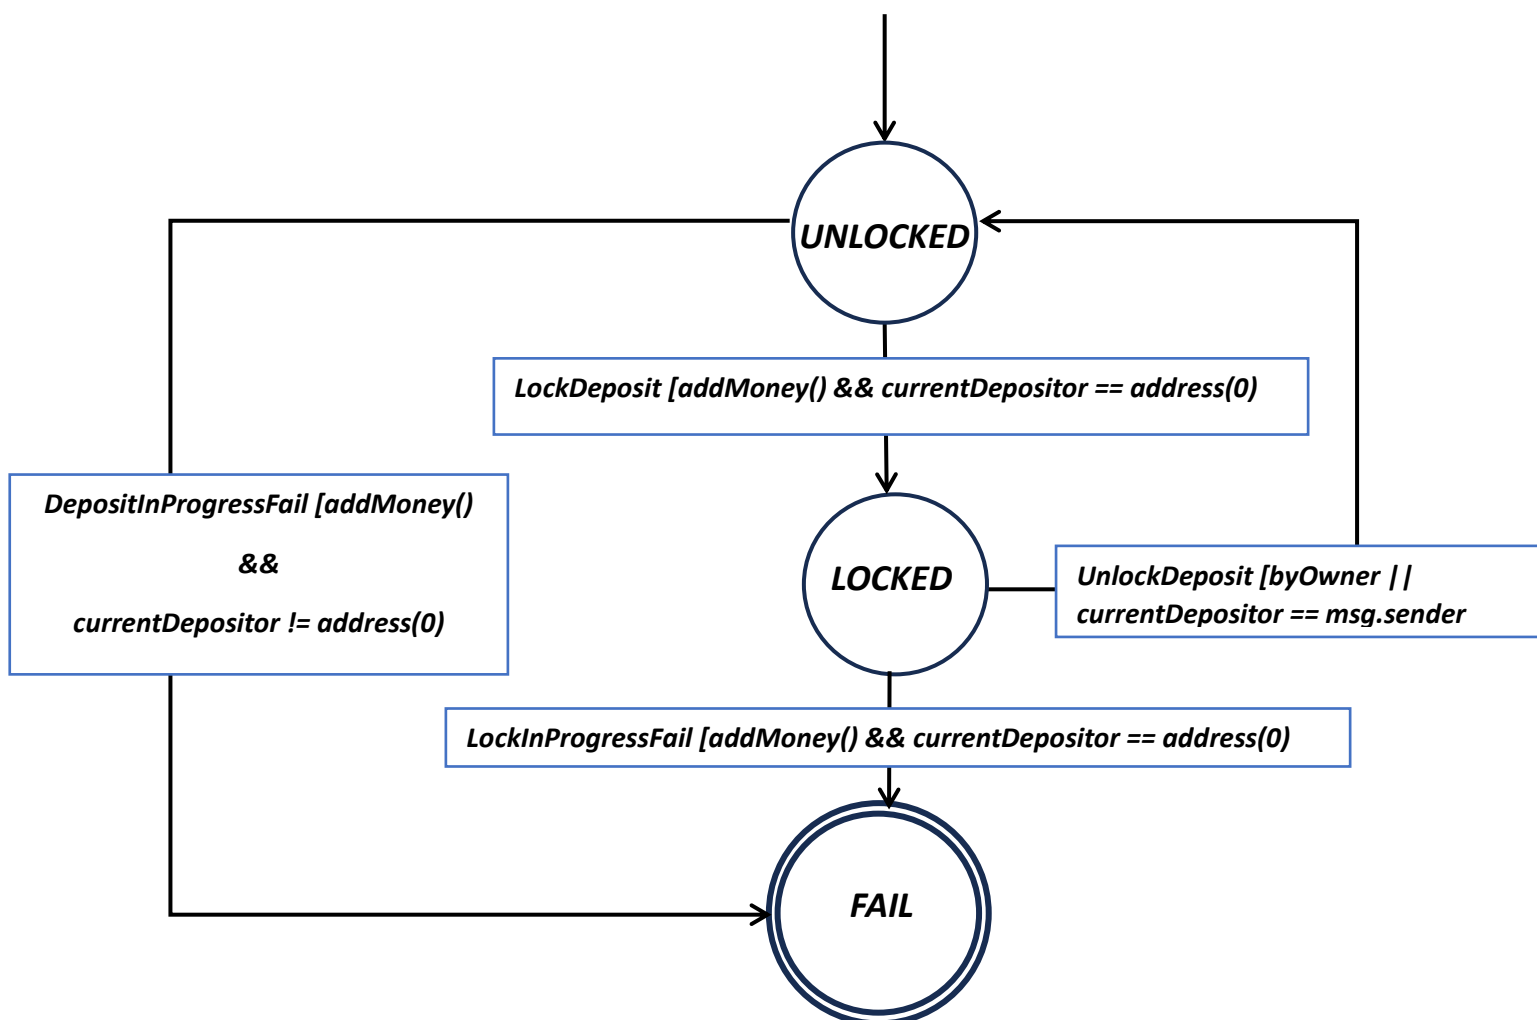 UNLOCKED
LockDeposit [addMoney() && currentDepositor == address(0)
DepositInProgressFail [addMoney()
&&
currentDepositor != address(0)
LOCKED
UnlockDeposit [byOwner ||
currentDepositor == msg.sender
LockInProgressFail [addMoney() && currentDepositor == address(0)
FAIL